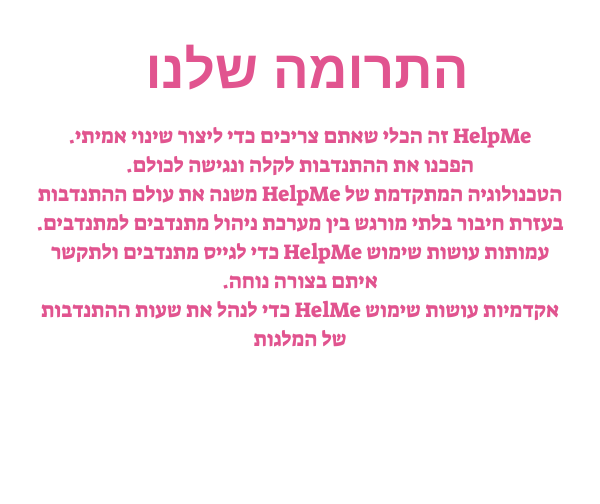 התרומה שלנו
HelpMe זה הכלי שאתם צריכים כדי ליצור שינוי אמיתי.
הפכנו את ההתנדבות לקלה ונגישה לכולם.
הטכנולוגיה המתקדמת של HelpMe משנה את עולם ההתנדבות
בעזרת חיבור בלתי מורגש בין מערכת ניהול מתנדבים למתנדבים.
עמותות עושות שימוש HelpMe כדי לגייס מתנדבים ולתקשר
איתם בצורה נוחה.
אקדמיות עושות שימוש HelMe כדי לנהל את שעות ההתנדבות
של המלגות